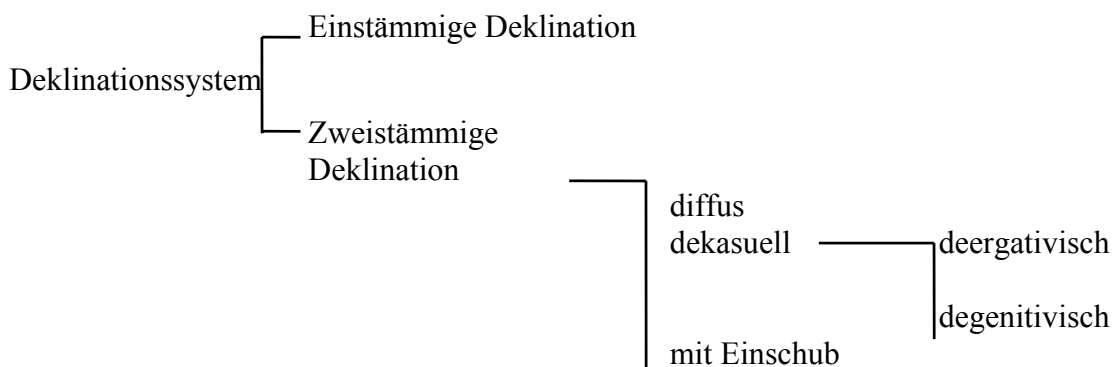 Einstämmige Deklination
Deklinationssystem
Zweistämmige
Deklination
diffus
dekasuell
deergativisch
degenitivisch
mit Einschub